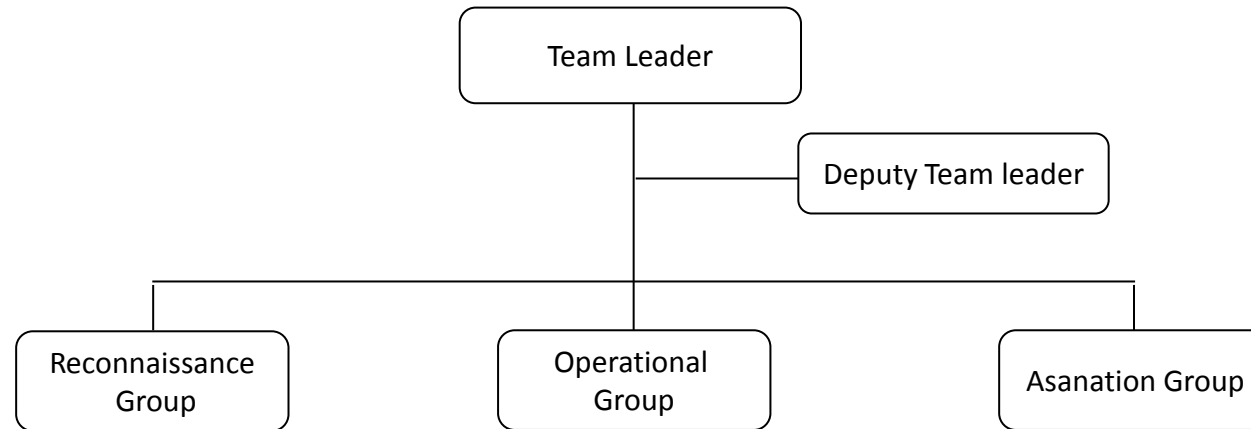 Team Leader
Deputy Team leader
Reconnaissance
Group
Operational
Group
Asanation Group